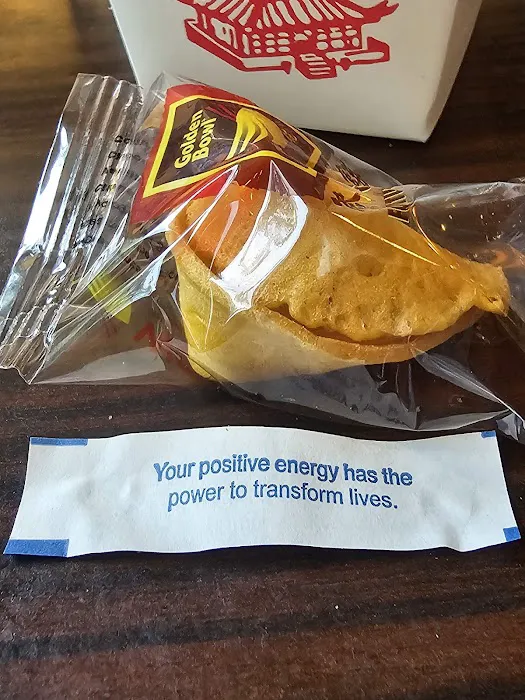 Golden
Bowl
Your positive energy has the
power to transform lives.